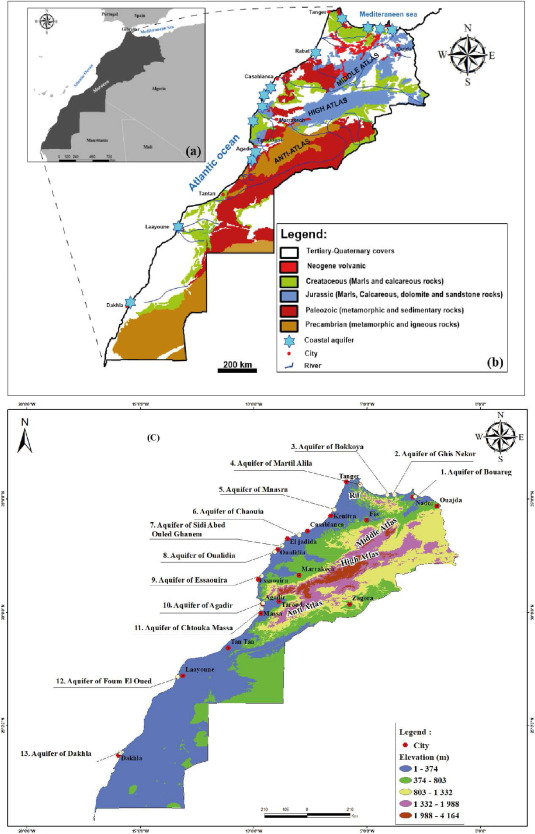 Portugal
Spain
Gibraltar
Mediterranean sea
Atlantic Ocean
Morocco
Algeria
Mauritania
Mali
(a)
N
W
E
S
Tanger
Mediterranean sea
Rabat
Casablanca
MIDDLE ATLAS
HIGH ATLAS
Marrakech
Agadir
ANTI-ATLAS
Atlantic ocean
Tantan
Laayoune
Dakhla
Legend:
Tertiary-Quaternary covers
Neogene volcanic
Creataceous (Marls and calcareous rocks)
Jurassic (Marls, Calcareous, dolomite and sandstone rocks)
Paleozoic (metamorphic and sedimentary rocks)
Precambrian (metamorphic and igneous rocks)
Coastal aquifer
City
River
200 km
(b)
N
(C)
N
W
E
S
3. Aquifer of Bokkoya
2. Aquifer of Ghis Nekor
4. Aquifer of Martil Alila
1. Aquifer of Bouareg
Tanger
Rif
Nador
Oujda
5. Aquifer of Mnasra
Kenitra
Fes
6. Aquifer of Chaouia
Casablanca
Middle Atlas
7. Aquifer of Sidi Abed
Ouled Ghanem
El jadida
8. Aquifer of Oualidia
Oualidia
High Atlas
9. Aquifer of Essaouira
Essaouira
Marrakech
10. Aquifer of Agadir
Agadir
Anti Atlas
Zagora
11. Aquifer of Chtouka Massa
Massa
Tan Tan
12. Aquifer of Foum El Oued
Laayoune
13. Aquifer of Dakhla
Dakhla
Legend :
City
Elevation (m)
1 - 374
374 - 803
803 - 1 332
1 332 - 1 988
1 988 - 4 164